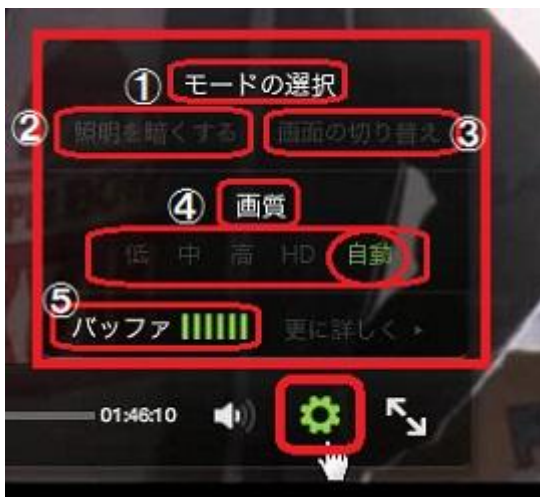 ① モードの選択
② 照明を暗くする 画面の切り替え ③
④ 画質
低 中 高 HD 自動
⑤
バッファ 更に詳しく
01:46:10